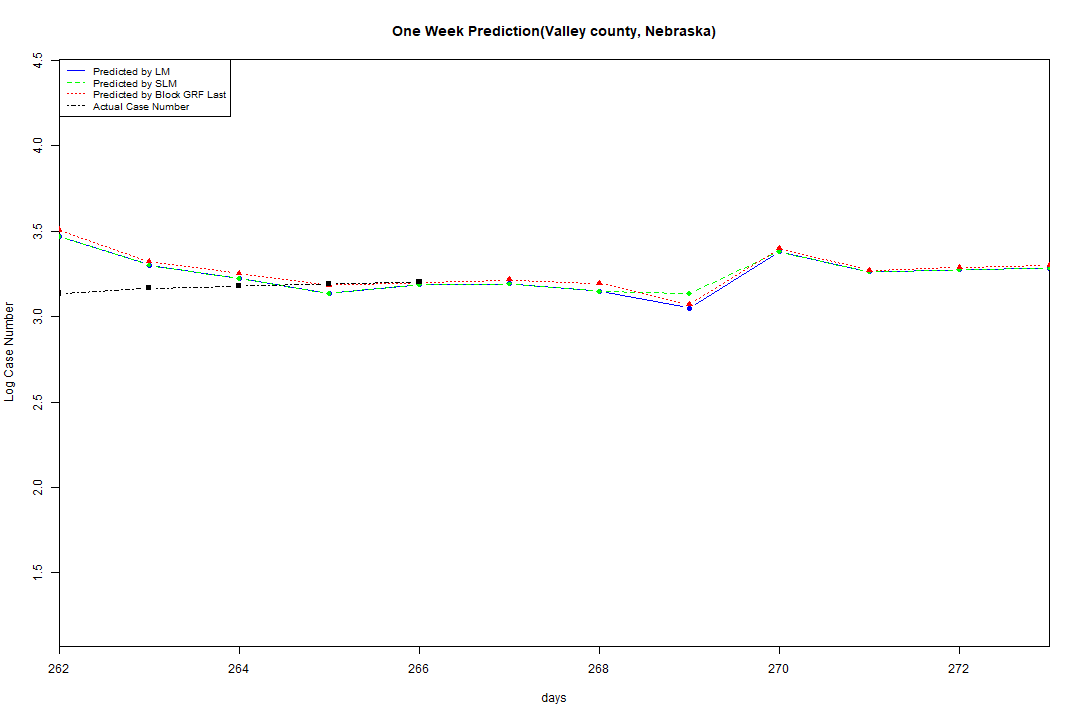 One Week Prediction(Valley county, Nebraska)
Predicted by LM
Predicted by SLM
Predicted by Block GRF Last
Actual Case Number
4.5
4.0
3.5
3.0
2.5
2.0
1.5
Log Case Number
262 264 266 268 270 272
days